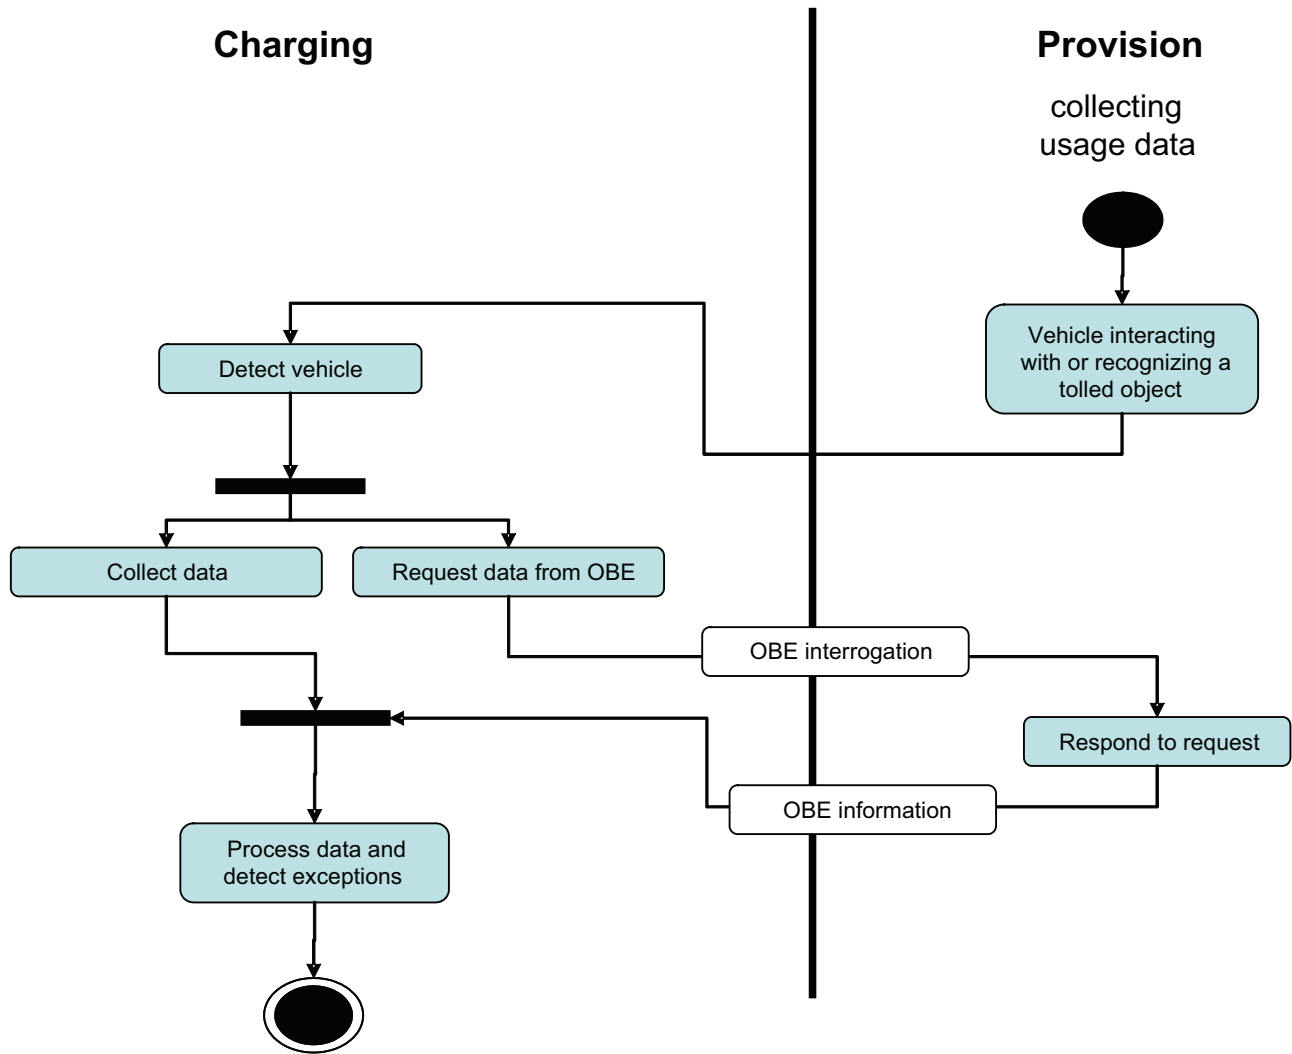 Charging
Provision
collecting
usage data
Vehicle interacting
with or recognizing a
tolled object
Detect vehicle
Collect data
Request data from OBE
OBE interrogation
Respond to request
OBE information
Process data and
detect exceptions